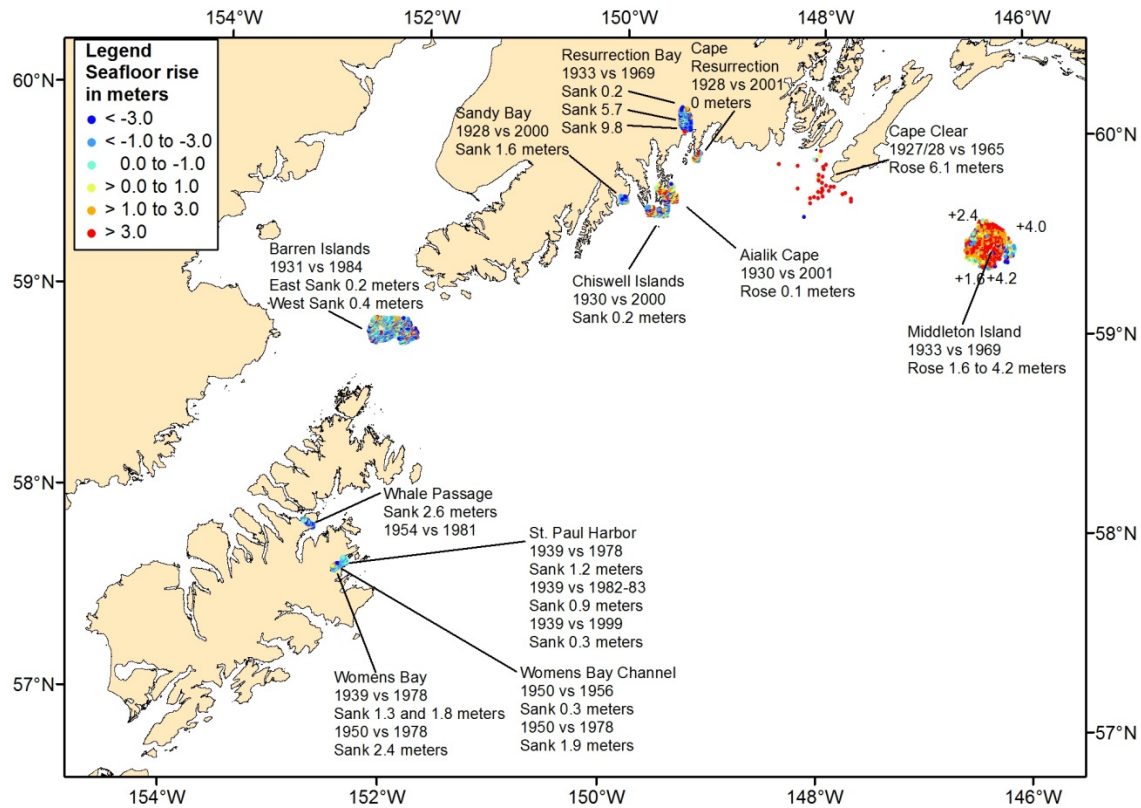 154°W
152°W
150°W
148°W
146°W
60°N
59°N
58°N
57°N
Legend
Seafloor rise
in meters
< -3.0
< -1.0 to -3.0
0.0 to -1.0
> 0.0 to 1.0
> 1.0 to 3.0
> 3.0
Resurrection Bay
1933 vs 1969
Sank 0.2
Sank 5.7
Sank 9.8
Cape
Resurrection
1928 vs 2001
0 meters
Sandy Bay
1928 vs 2000
Sank 1.6 meters
Cape Clear
1927/28 vs 1965
Rose 6.1 meters
+2.4
+4.0
+1.6
+4.2
Middleton Island
1933 vs 1969
Rose 1.6 to 4.2 meters
Aialik Cape
1930 vs 2001
Rose 0.1 meters
Chiswell Islands
1930 vs 2000
Sank 0.2 meters
Barren Islands
1931 vs 1984
East Sank 0.2 meters
West Sank 0.4 meters
Whale Passage
Sank 2.6 meters
1954 vs 1981
St. Paul Harbor
1939 vs 1978
Sank 1.2 meters
1939 vs 1982-83
Sank 0.9 meters
1939 vs 1999
Sank 0.3 meters
Womens Bay
1939 vs 1978
Sank 1.3 and 1.8 meters
1950 vs 1978
Sank 2.4 meters
Womens Bay Channel
1950 vs 1956
Sank 0.3 meters
1950 vs 1978
Sank 1.9 meters
60°N
59°N
58°N
57°N
156°W
154°W
152°W
150°W
148°W
146°W